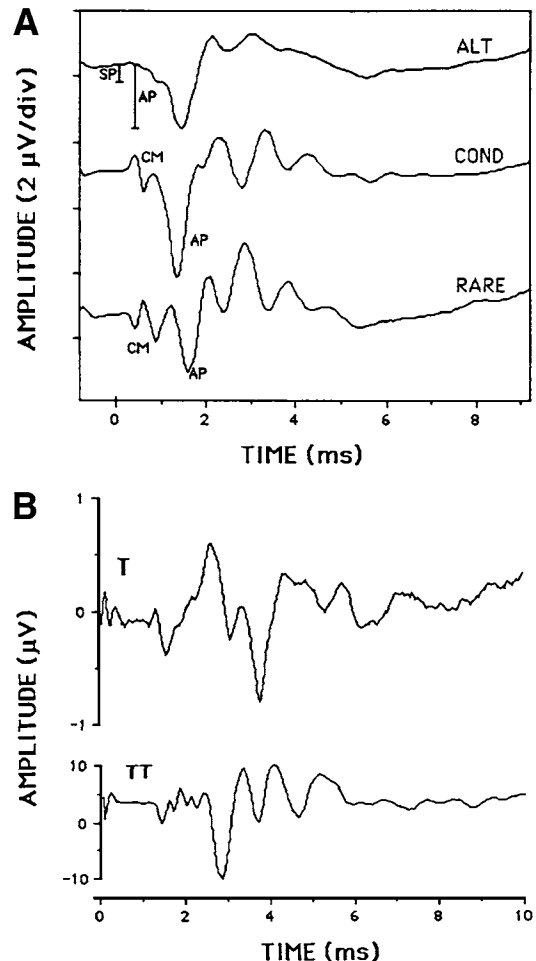 A
AMPLITUDE (2 μV/div)
ALT
SP
AP
CM
COND
AP
RARE
CM
AP
0 2 4 6 8
TIME (ms)
B
AMPLITUDE (μV)
1
T
0
-1
10
TT
0
-10
0 2 4 6 8 10
TIME (ms)